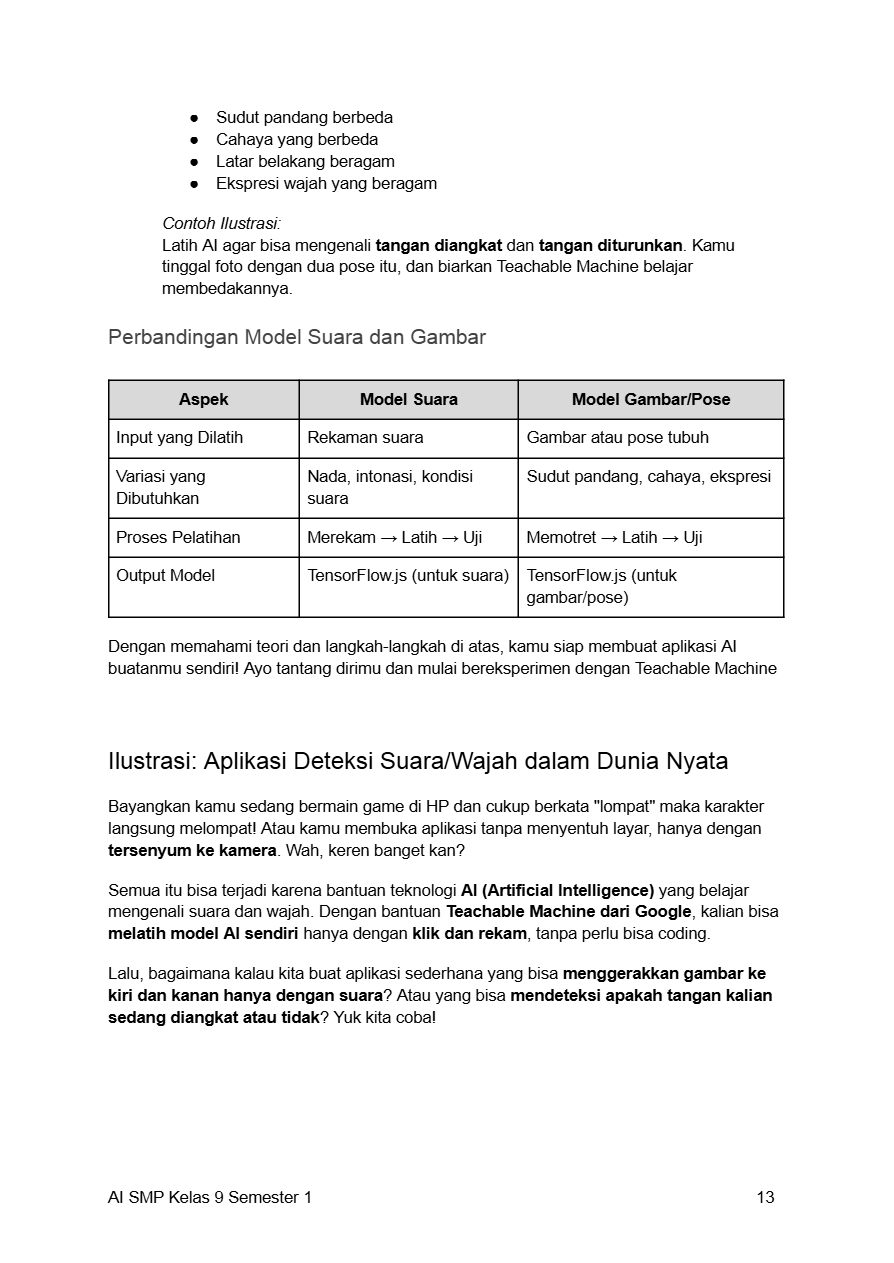 ● Sudut pandang berbeda
● Cahaya yang berbeda
● Latar belakang beragam
● Ekspresi wajah yang beragam
Contoh Ilustrasi:
Latih AI agar bisa mengenali tangan diangkat dan tangan diturunkan. Kamu
tinggal foto dengan dua pose itu, dan biarkan Teachable Machine belajar
membedakannya.
Perbandingan Model Suara dan Gambar
Aspek Model Suara Model Gambar/Pose
Input yang Dilatih Rekaman suara Gambar atau pose tubuh
Variasi yang Nada, intonasi, kondisi Sudut pandang, cahaya, ekspresi
Dibutuhkan suara
Proses Pelatihan Merekam → Latih → Uji Memotret → Latih → Uji
Output Model TensorFlow.js (untuk suara) TensorFlow.js (untuk
gambar/pose)
Dengan memahami teori dan langkah-langkah di atas, kamu siap membuat aplikasi AI
buatanmu sendiri! Ayo tantang dirimu dan mulai bereksperimen dengan Teachable Machine
Ilustrasi: Aplikasi Deteksi Suara/Wajah dalam Dunia Nyata
Bayangkan kamu sedang bermain game di HP dan cukup berkata "lompat" maka karakter
langsung melompat! Atau kamu membuka aplikasi tanpa menyentuh layar, hanya dengan
tersenyum ke kamera. Wah, keren banget kan?
Semua itu bisa terjadi karena bantuan teknologi AI (Artificial Intelligence) yang belajar
mengenali suara dan wajah. Dengan bantuan Teachable Machine dari Google, kalian bisa
melatih model AI sendiri hanya dengan klik dan rekam, tanpa perlu bisa coding.
Lalu, bagaimana kalau kita buat aplikasi sederhana yang bisa menggerakkan gambar ke
kiri dan kanan hanya dengan suara? Atau yang bisa mendeteksi apakah tangan kalian
sedang diangkat atau tidak? Yuk kita coba!
AI SMP Kelas 9 Semester 1 13